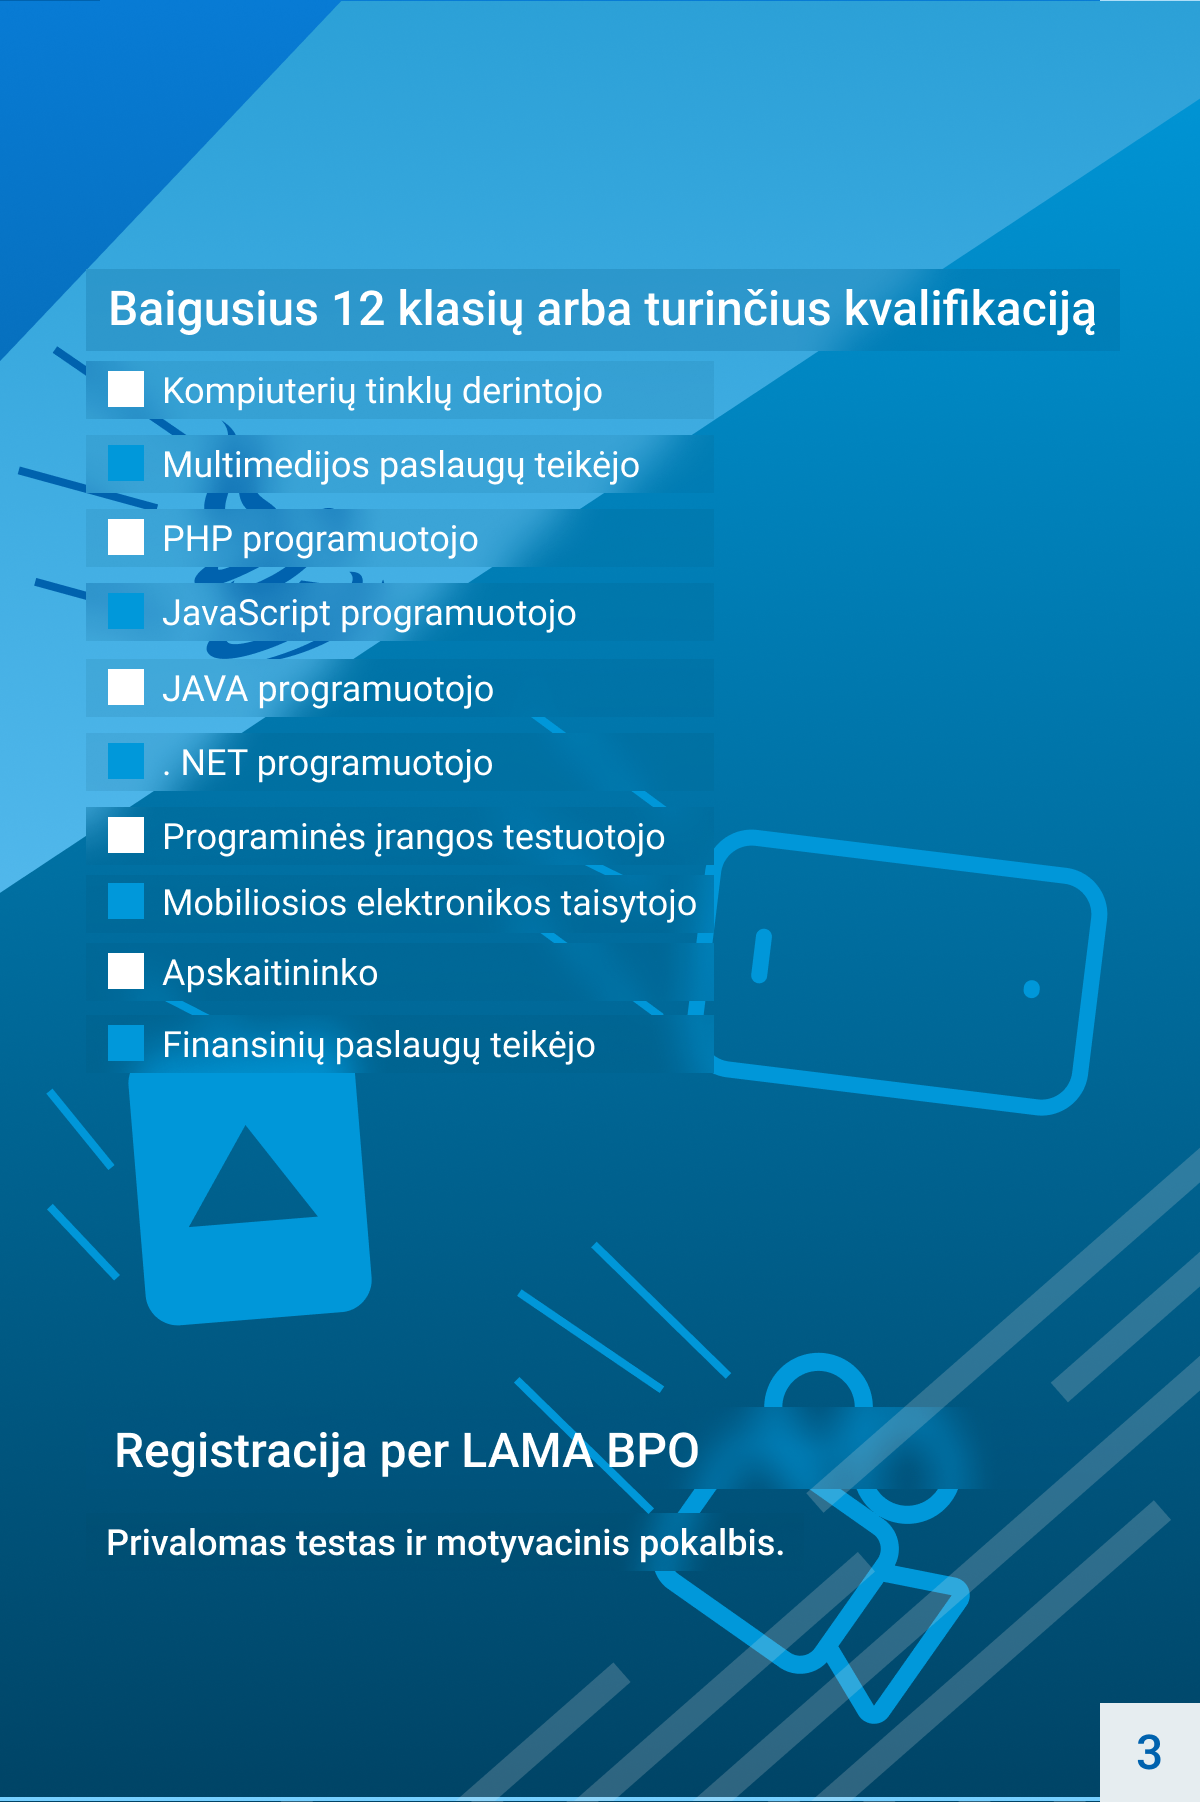 Baigusius 12 klasių arba turinčius kvalifikaciją
Kompiuterių tinklų derintojo
Multimedijos paslaugų teikėjo
PHP programuotojo
JavaScript programuotojo
JAVA programuotojo
. NET programuotojo
Programinės įrangos testuotojo
Mobiliosios elektronikos taisytojo
Apskaitininko
Finansinių paslaugų teikėjo
Registracija per LAMA BPO
Privalomas testas ir motyvacinis pokalbis.
3